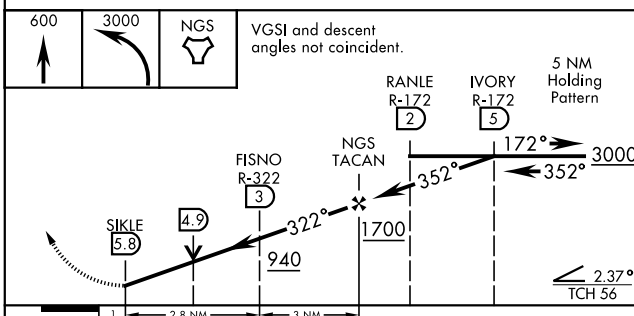 600
3000
NGS
VGSI and descent
angles not coincident.
RANLE
R-172
2
IVORY
R-172
5
5 NM
Holding
Pattern
172°
3000
352°
352°
NGS
TACAN
1700
FISNO
R-322
3
322°
940
4.9
SIKLE
5.8
2.37°
TCH 56
1
2.8 NM
3 NM